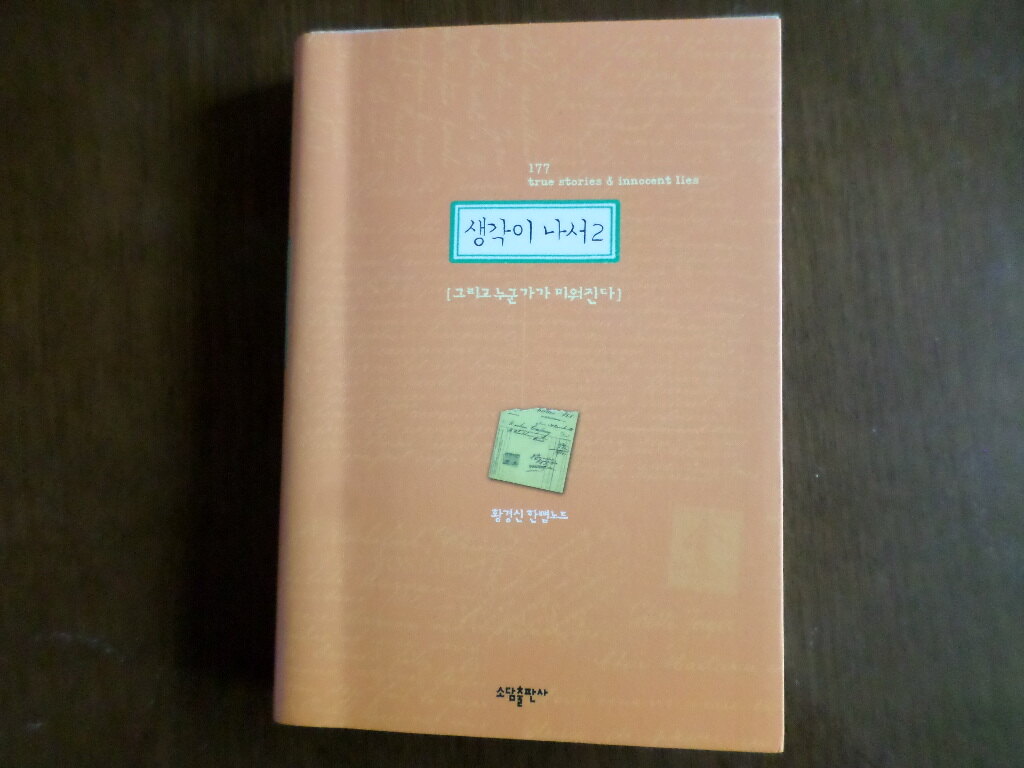 177
true stories & innocent lies
생각이 나서 2
[그리고 누군가가 미워진다]
황경신 한뼘노트
소담출판사